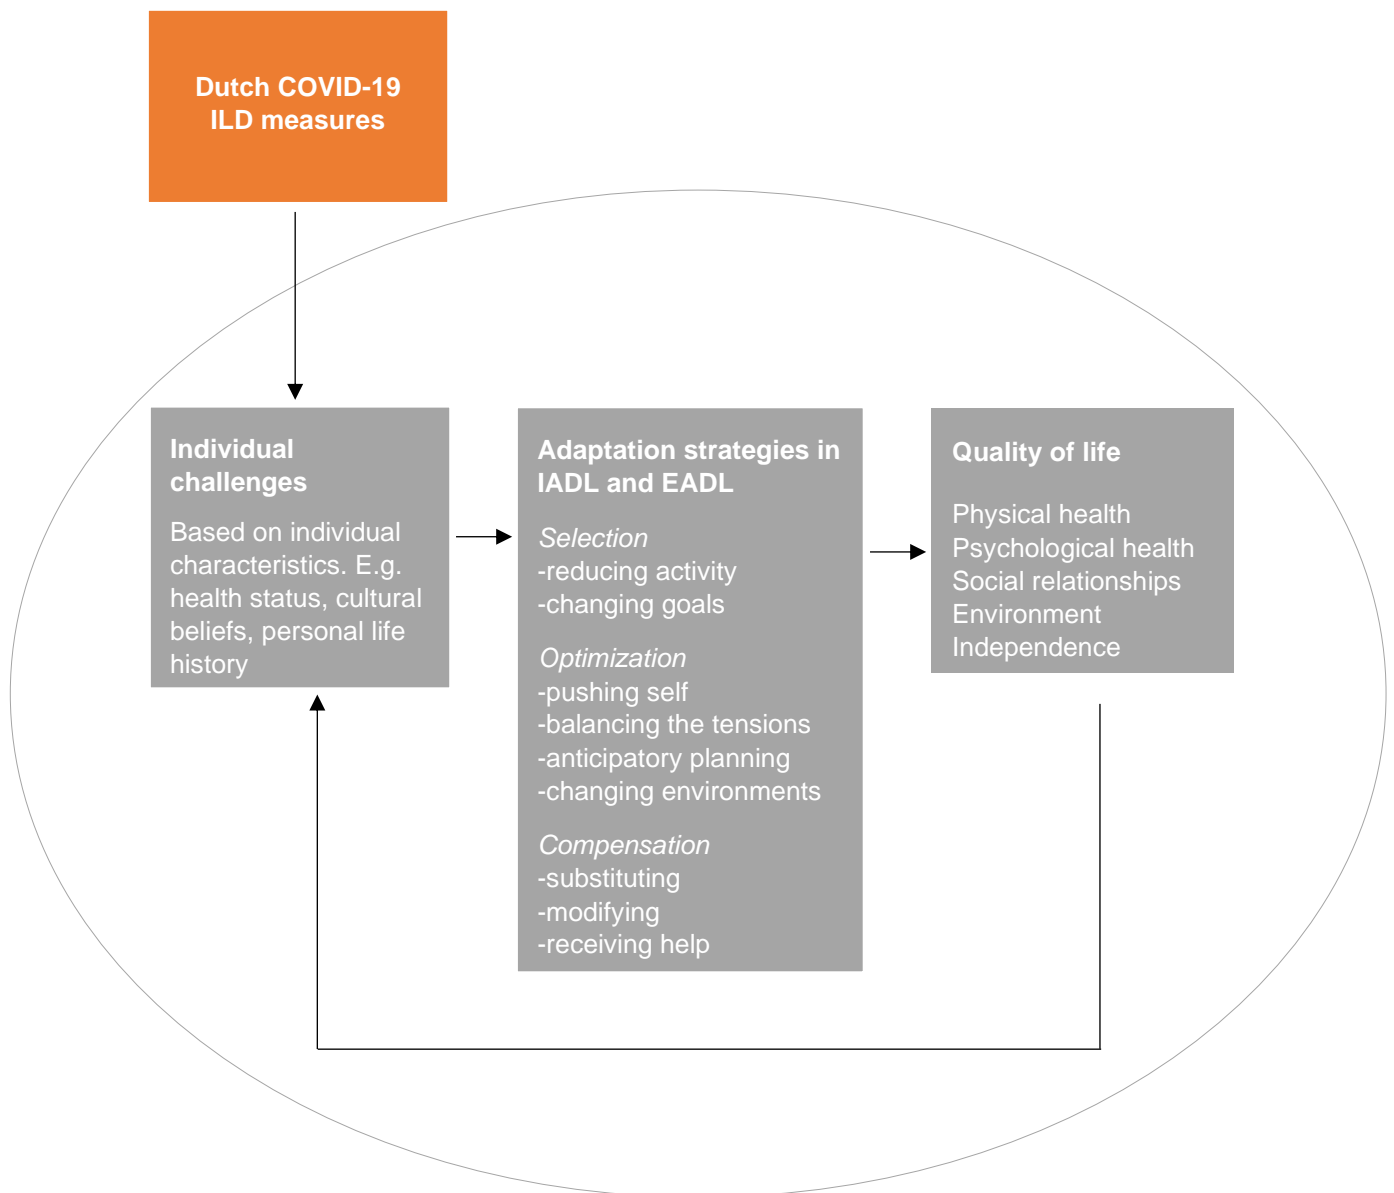 Dutch COVID-19
ILD measures
Individual
challenges
Based on individual
characteristics. E.g.
health status, cultural
beliefs, personal life
history
Adaptation strategies in
IADL and EADL
Selection
-reducing activity
-changing goals
Optimization
-pushing self
-balancing the tensions
-anticipatory planning
-changing environments
Compensation
-substituting
-modifying
-receiving help
Quality of life
Physical health
Psychological health
Social relationships
Environment
Independence